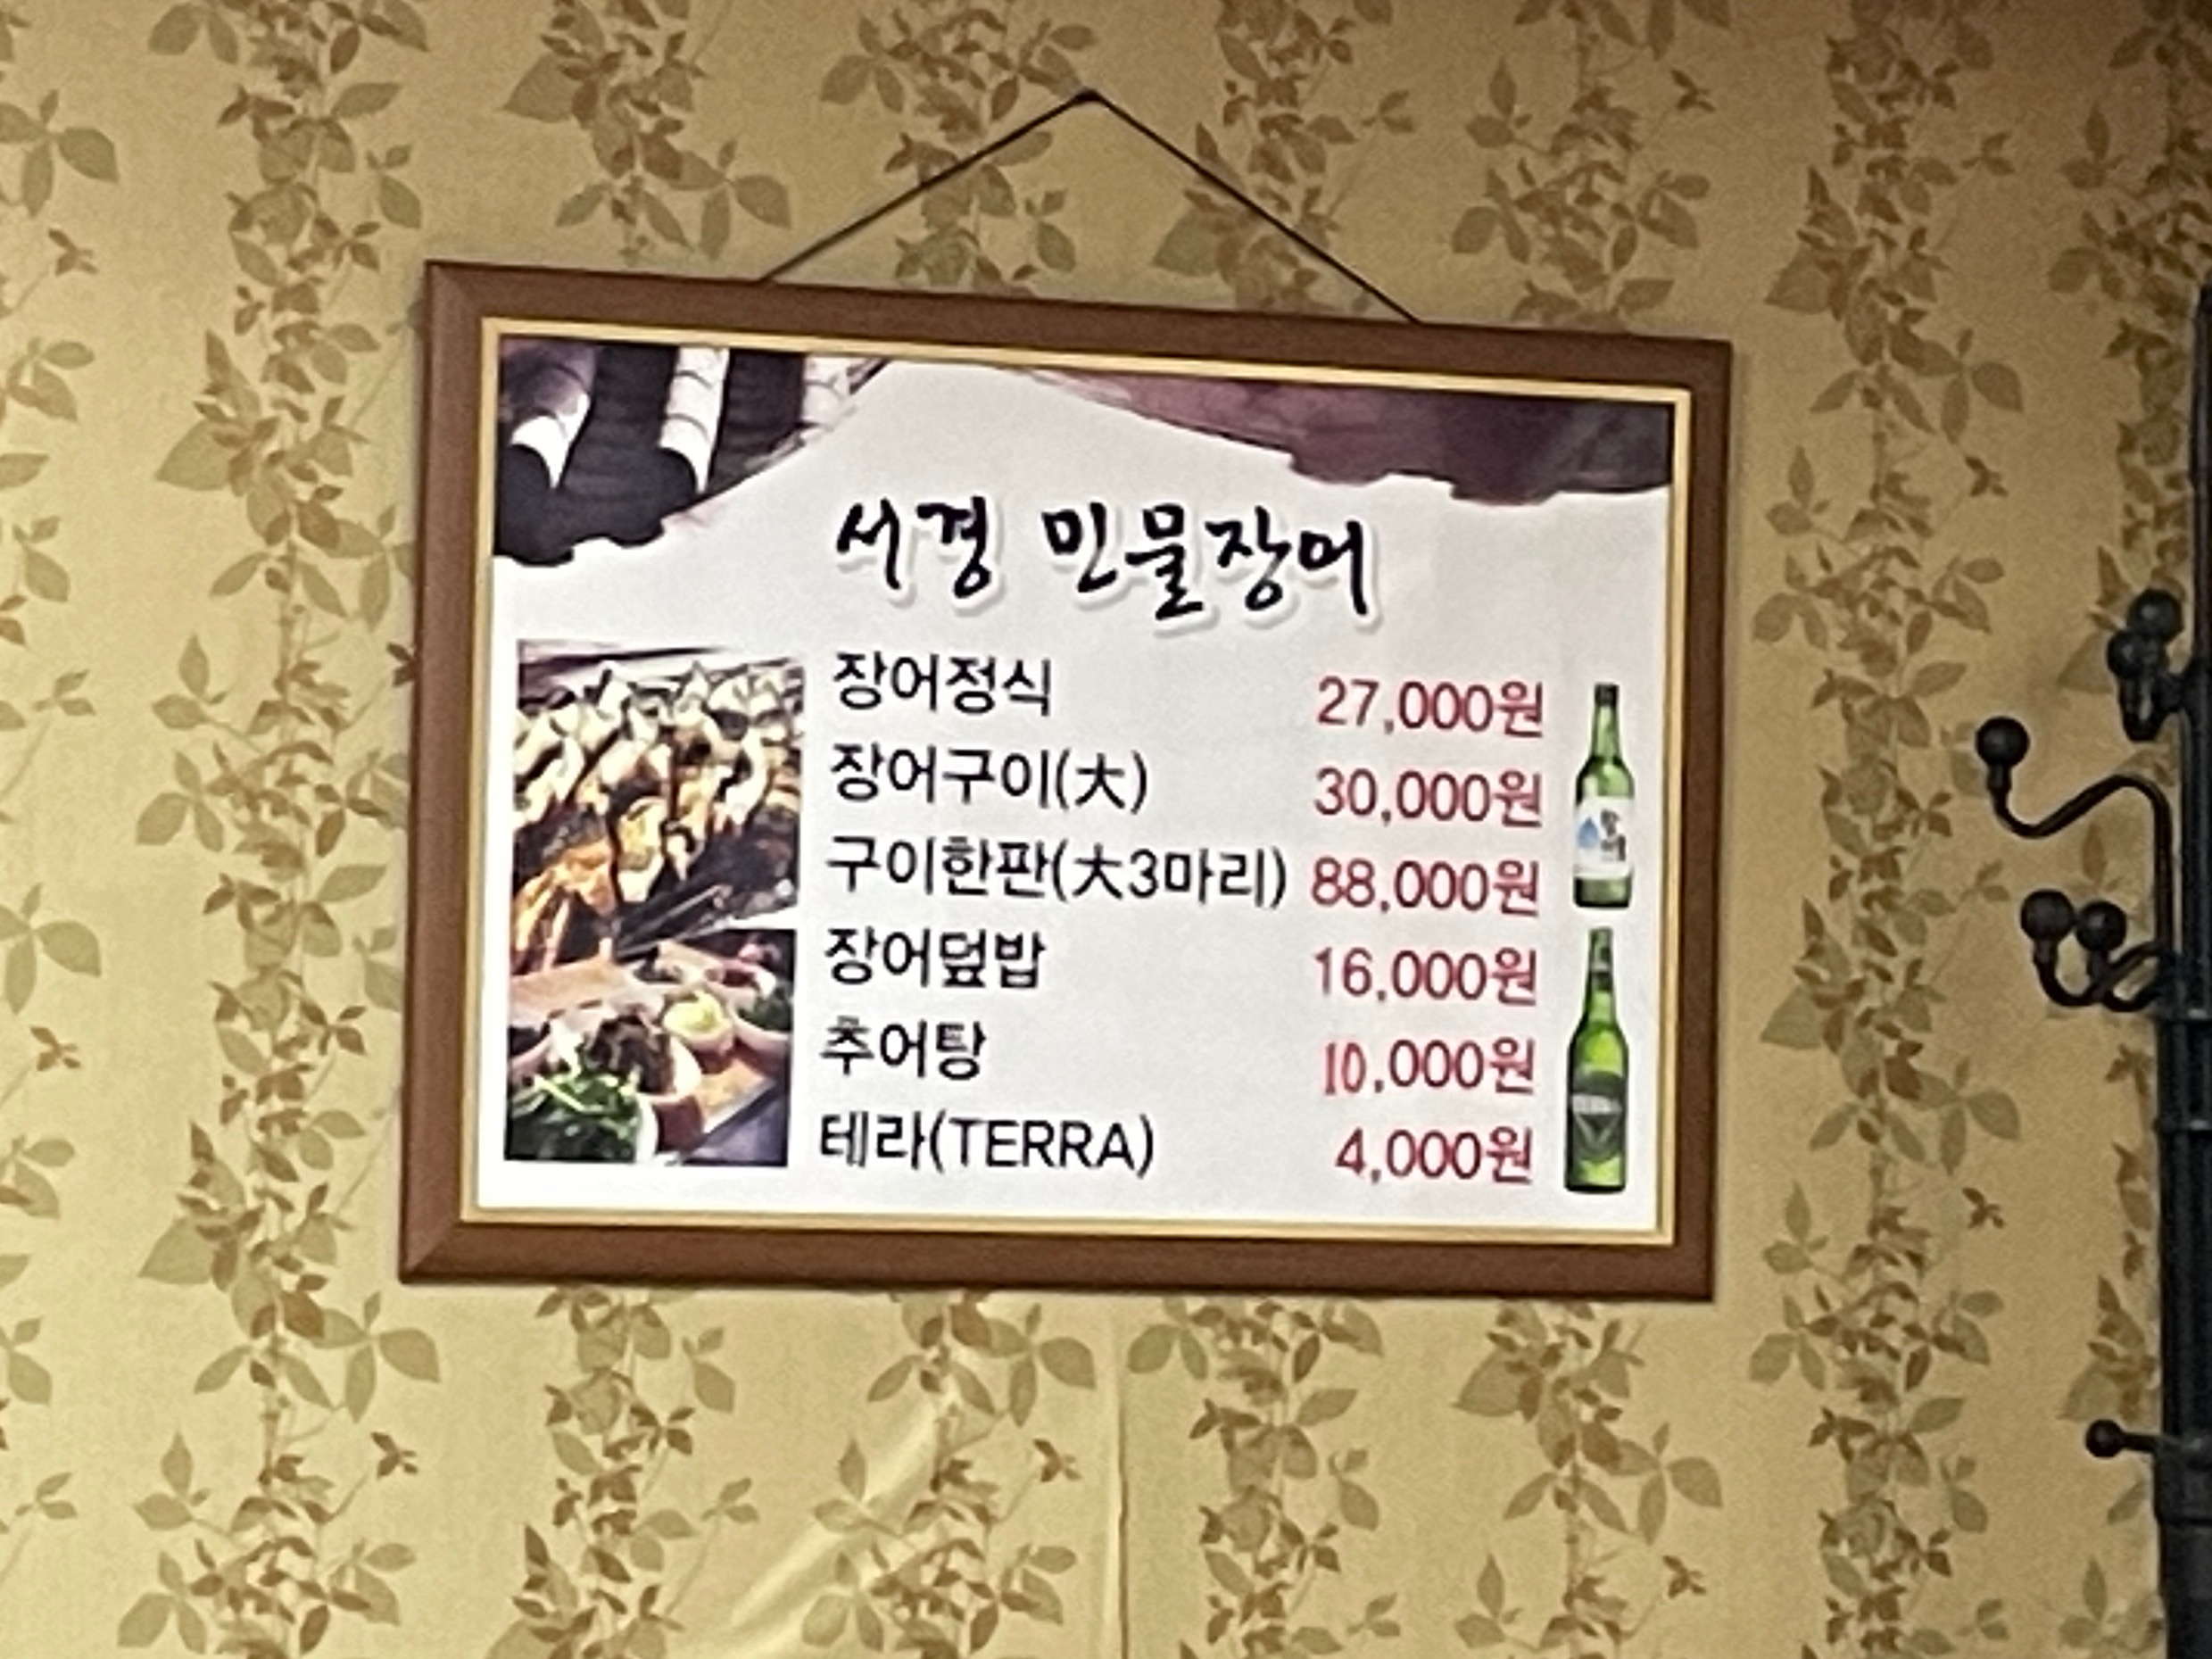 서경 민물장어
장어정식 27,000원
장어구이(大) 30,000원
구이한판(大3마리) 88,000원
장어덮밥 16,000원
추어탕 10,000원
테라(TERRA) 4,000원